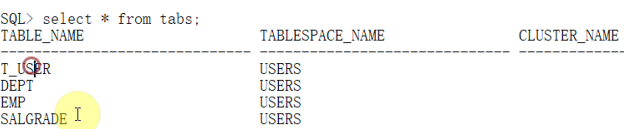 SQL> select * from tabs;
TABLE_NAME TABLESPACE_NAME CLUSTER_NAME
------------------------------ ------------------------------ -------------
T_USER USERS
DEPT USERS
EMP USERS
SALGRADE USERS